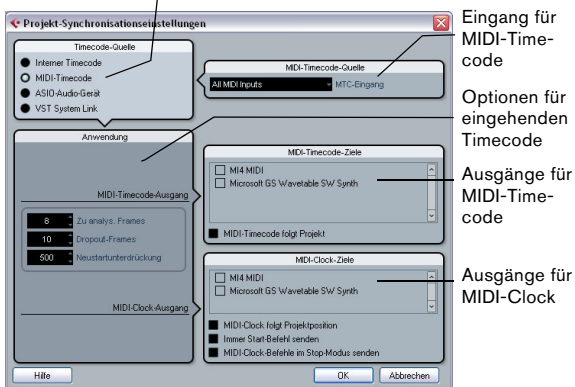 Projekt-Synchronisationseinstellungen
Timecode-Quelle
Interner Timecode
MIDI-Timecode
ASIO-Audio-Gerät
VST System Link
MIDI-Timecode-Quelle
All MIDI Inputs
MTC-Eingang
Anwendung
MIDI-Timecode-Ausgang
8 Zu analys. Frames
10 Dropout-Frames
500 Neustartunterdrückung
MIDI-Clock-Ausgang
MIDI-Timecode-Ziele
MI4 MIDI
Microsoft GS Wavetable SW Synth
MIDI-Timecode folgt Projekt
MIDI-Clock-Ziele
MI4 MIDI
Microsoft GS Wavetable SW Synth
MIDI-Clock folgt Projektposition
Immer Start-Befehl senden
MIDI-Clock-Befehle im Stop-Modus senden
Hilfe
OK
Abbrechen
Eingang für
MIDI-Time-
code
Optionen für
eingehenden
Timecode
Ausgänge für
MIDI-Time-
code
Ausgänge für
MIDI-Clock